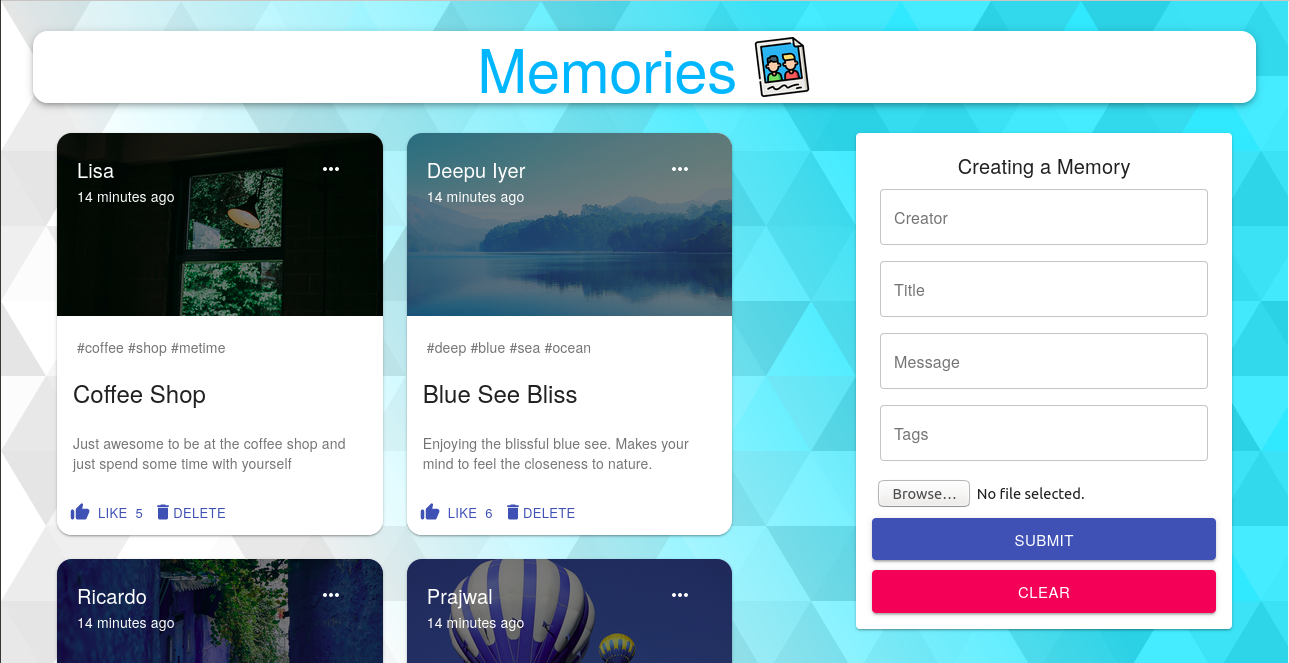 Memories
Lisa
14 minutes ago
#coffee #shop #metime
Coffee Shop
Just awesome to be at the coffee shop and
just spend some time with yourself
LIKE 5 DELETE
Deepu Iyer
14 minutes ago
#deep #blue #sea #ocean
Blue See Bliss
Enjoying the blissful blue see. Makes your
mind to feel the closeness to nature.
LIKE 6 DELETE
Ricardo
14 minutes ago
Prajwal
14 minutes ago
Creating a Memory
Creator
Title
Message
Tags
Browse... No file selected.
SUBMIT
CLEAR